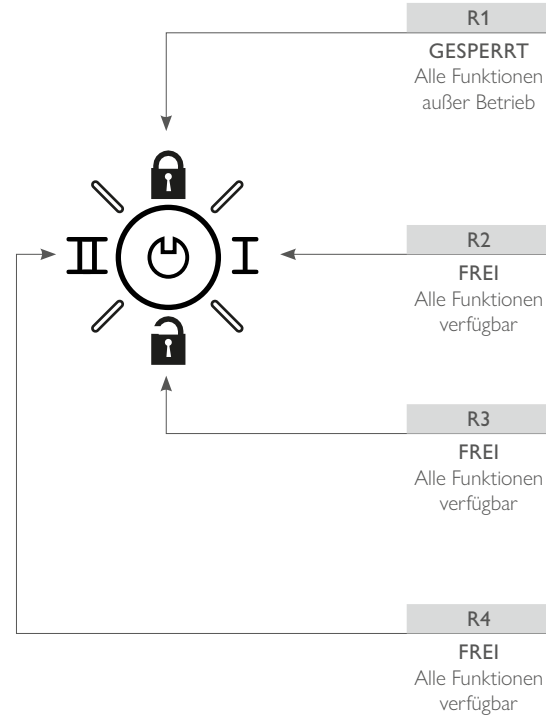 R1
GESPERRT
Alle Funktionen
außer Betrieb
II
I
R2
FREI
Alle Funktionen
verfügbar
R3
FREI
Alle Funktionen
verfügbar
R4
FREI
Alle Funktionen
verfügbar